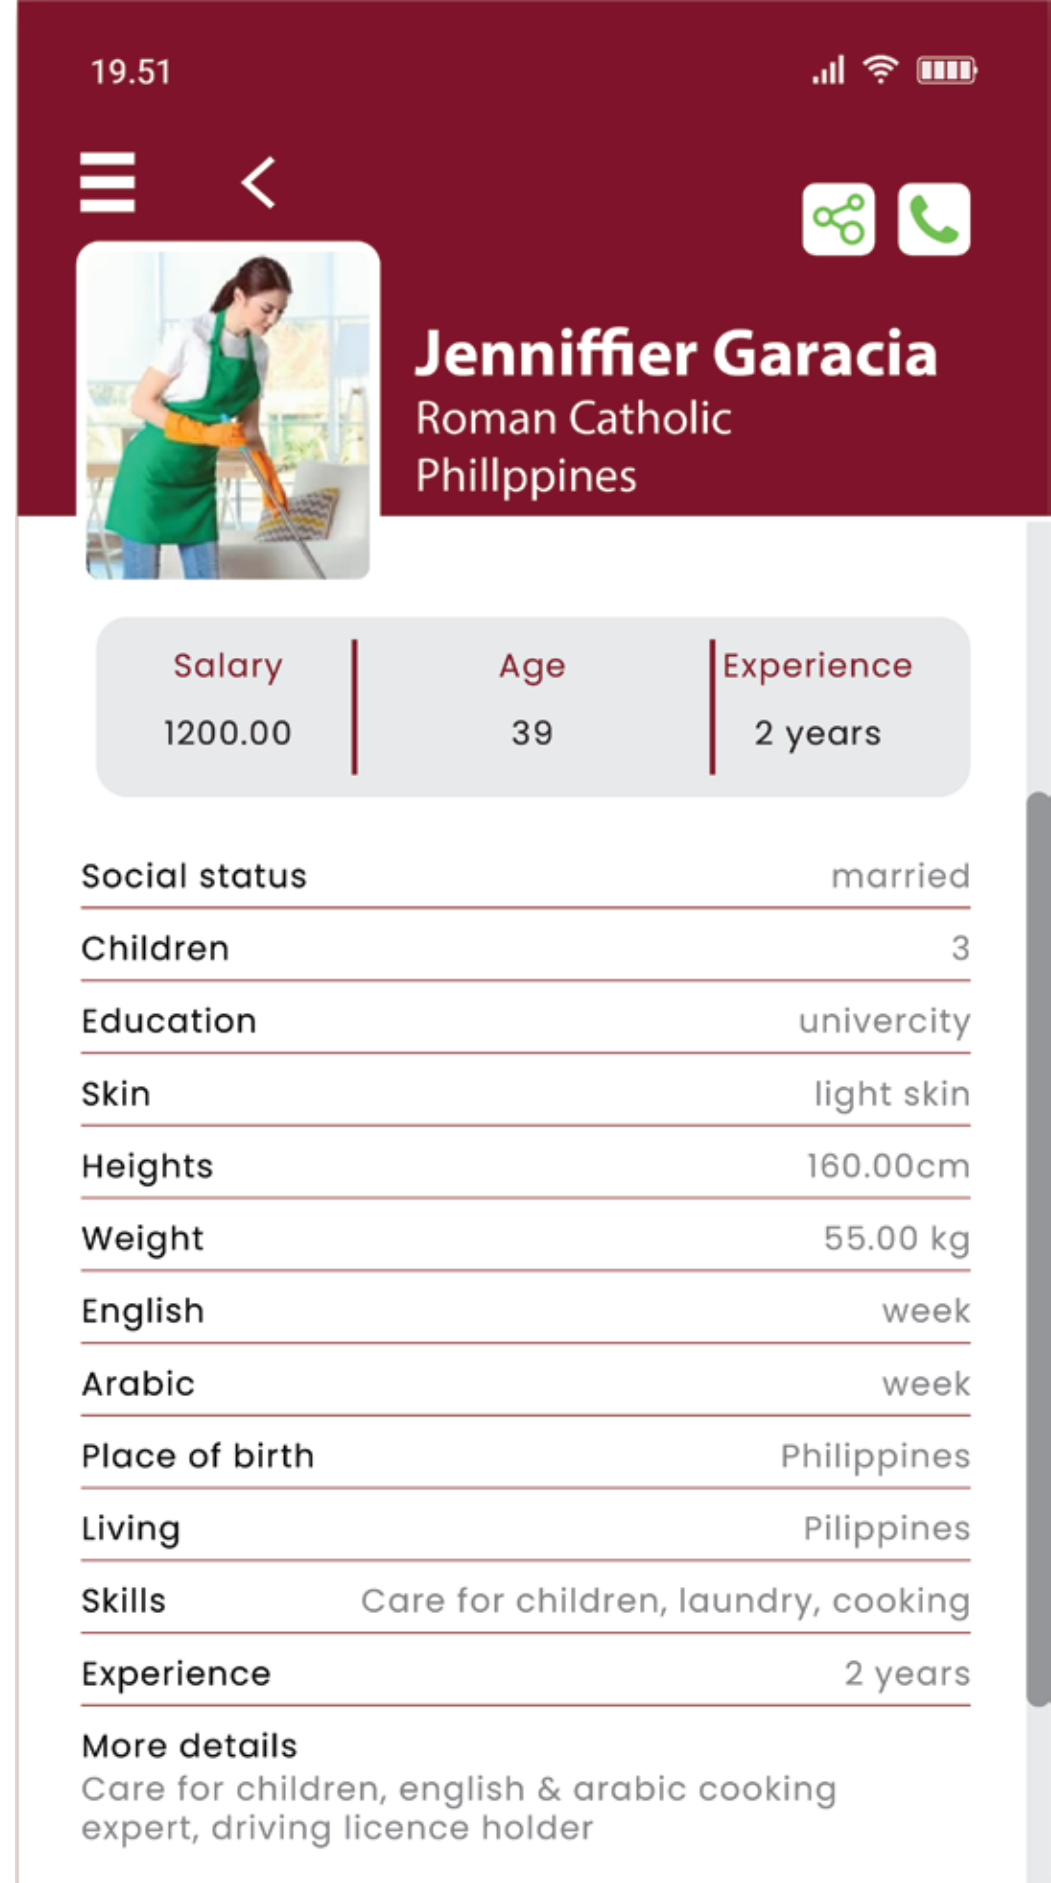 19.51
Jenniffier Garacia
Roman Catholic
Phillppines
Salary Age Experience
1200.00 39 2 years
Social status married
Children 3
Education univercity
Skin light skin
Heights 160.00cm
Weight 55.00 kg
English week
Arabic week
Place of birth Philippines
Living Pilippines
Skills Care for children, laundry, cooking
Experience 2 years
More details
Care for children, english & arabic cooking
expert, driving licence holder